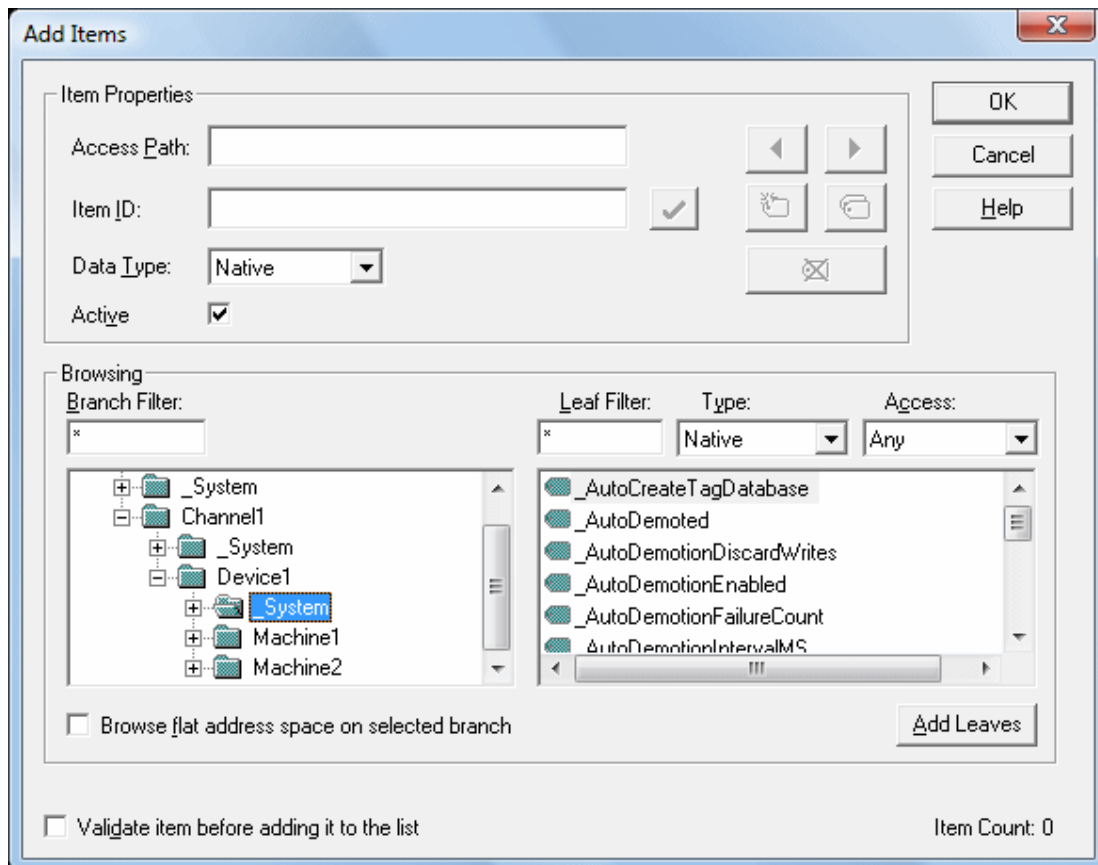 Add Items
Item Properties
OK
Access Path:
Cancel
Item ID:
Help
Data Type: Native
Active
Browsing
Branch Filter: Leaf Filter: Type: Access:
* * Native Any
_System _AutoCreateTagDatabase
Channel1 _AutoDemoted
_System _AutoDemotionDiscardWrites
Device1 _AutoDemotionEnabled
_System _AutoDemotionFailureCount
Machine1 _AutoDemotionIntervalMS
Machine2
Browse flat address space on selected branch Add Leaves
Validate item before adding it to the list Item Count: 0